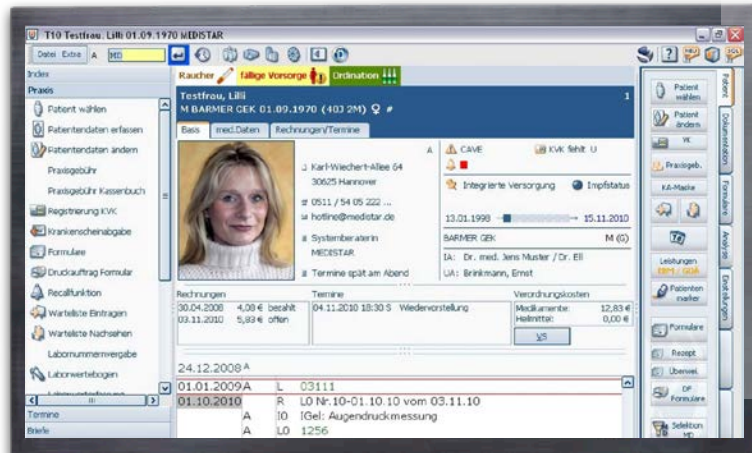 T10 Testfrau, Lilli 01.09.1970 MEDISTAR
Datei Extra A MD
Index
Praxis
Patient wählen
Patientendaten erfassen
Patientendaten ändern
Praxisgebühr
Praxisgebühr Kassenbuch
Registrierung KVK
Krankenscheinabgabe
Formulare
Druckauftrag Formular
Recallfunktion
Warteliste Eintragen
Warteliste Nachsehen
Labornummernvergabe
Laborwertebogen
Termine
Briefe
Raucher fällige Vorsorge Ordination
Testfrau, Lilli 1
M BARMER GEK 01.09.1970 (40J 2M) ♀ #
Basis med.Daten Rechnungen/Termine
A
Karl-Wiechert-Allee 64
30625 Hannover
0511 / 54 05 222 ...
hotline@medistar.de
Systemberaterin
MEDISTAR
Termine spät am Abend
CAVE KVK fehlt U
Integrierte Versorgung Impfstatus
13.01.1998 15.11.2010
BARMER GEK M (G)
IA: Dr. med. Jens Muster / Dr. Ell
UA: Brinkmann, Ernst
Rechnungen
30.04.2008 4,08 € bezahlt
03.11.2010 5,83 € offen
Termine
04.11.2010 18:30 S Wiedervorstellung
Verordnungskosten
Medikamente: 12,83 €
Heilmittel: 0,00 €
VS
24.12.2008 A
01.01.2009 A L 03111
01.10.2010 R L0 Nr.10-01.10.10 vom 03.11.10
A I0 IGel: Augendruckmessung
A L0 1256
Patient wählen
Patient ändern
VK
Praxisgeb.
KA-Maske
Leistungen
EBM / GOÄ
Patienten marker
Formulare
Rezept
Überwei.
DF Formulare
Selektion MD
Patient
Dokumentation
Formulare
Analyse
Einstellungen